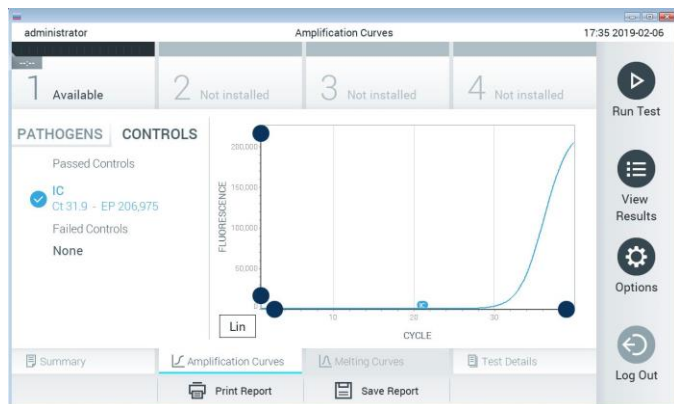 administrator
Amplification Curves
17:35 2019-02-06
--:--
1 Available
2 Not installed
3 Not installed
4 Not installed
Run Test
PATHOGENS
CONTROLS
Passed Controls
IC
Ct 31.9 - EP 206,975
Failed Controls
None
FLUORESCENCE
200,000
150,000
100,000
50,000
0
10
20
30
CYCLE
Lin
View
Results
Options
Log Out
Summary
Amplification Curves
Melting Curves
Test Details
Print Report
Save Report